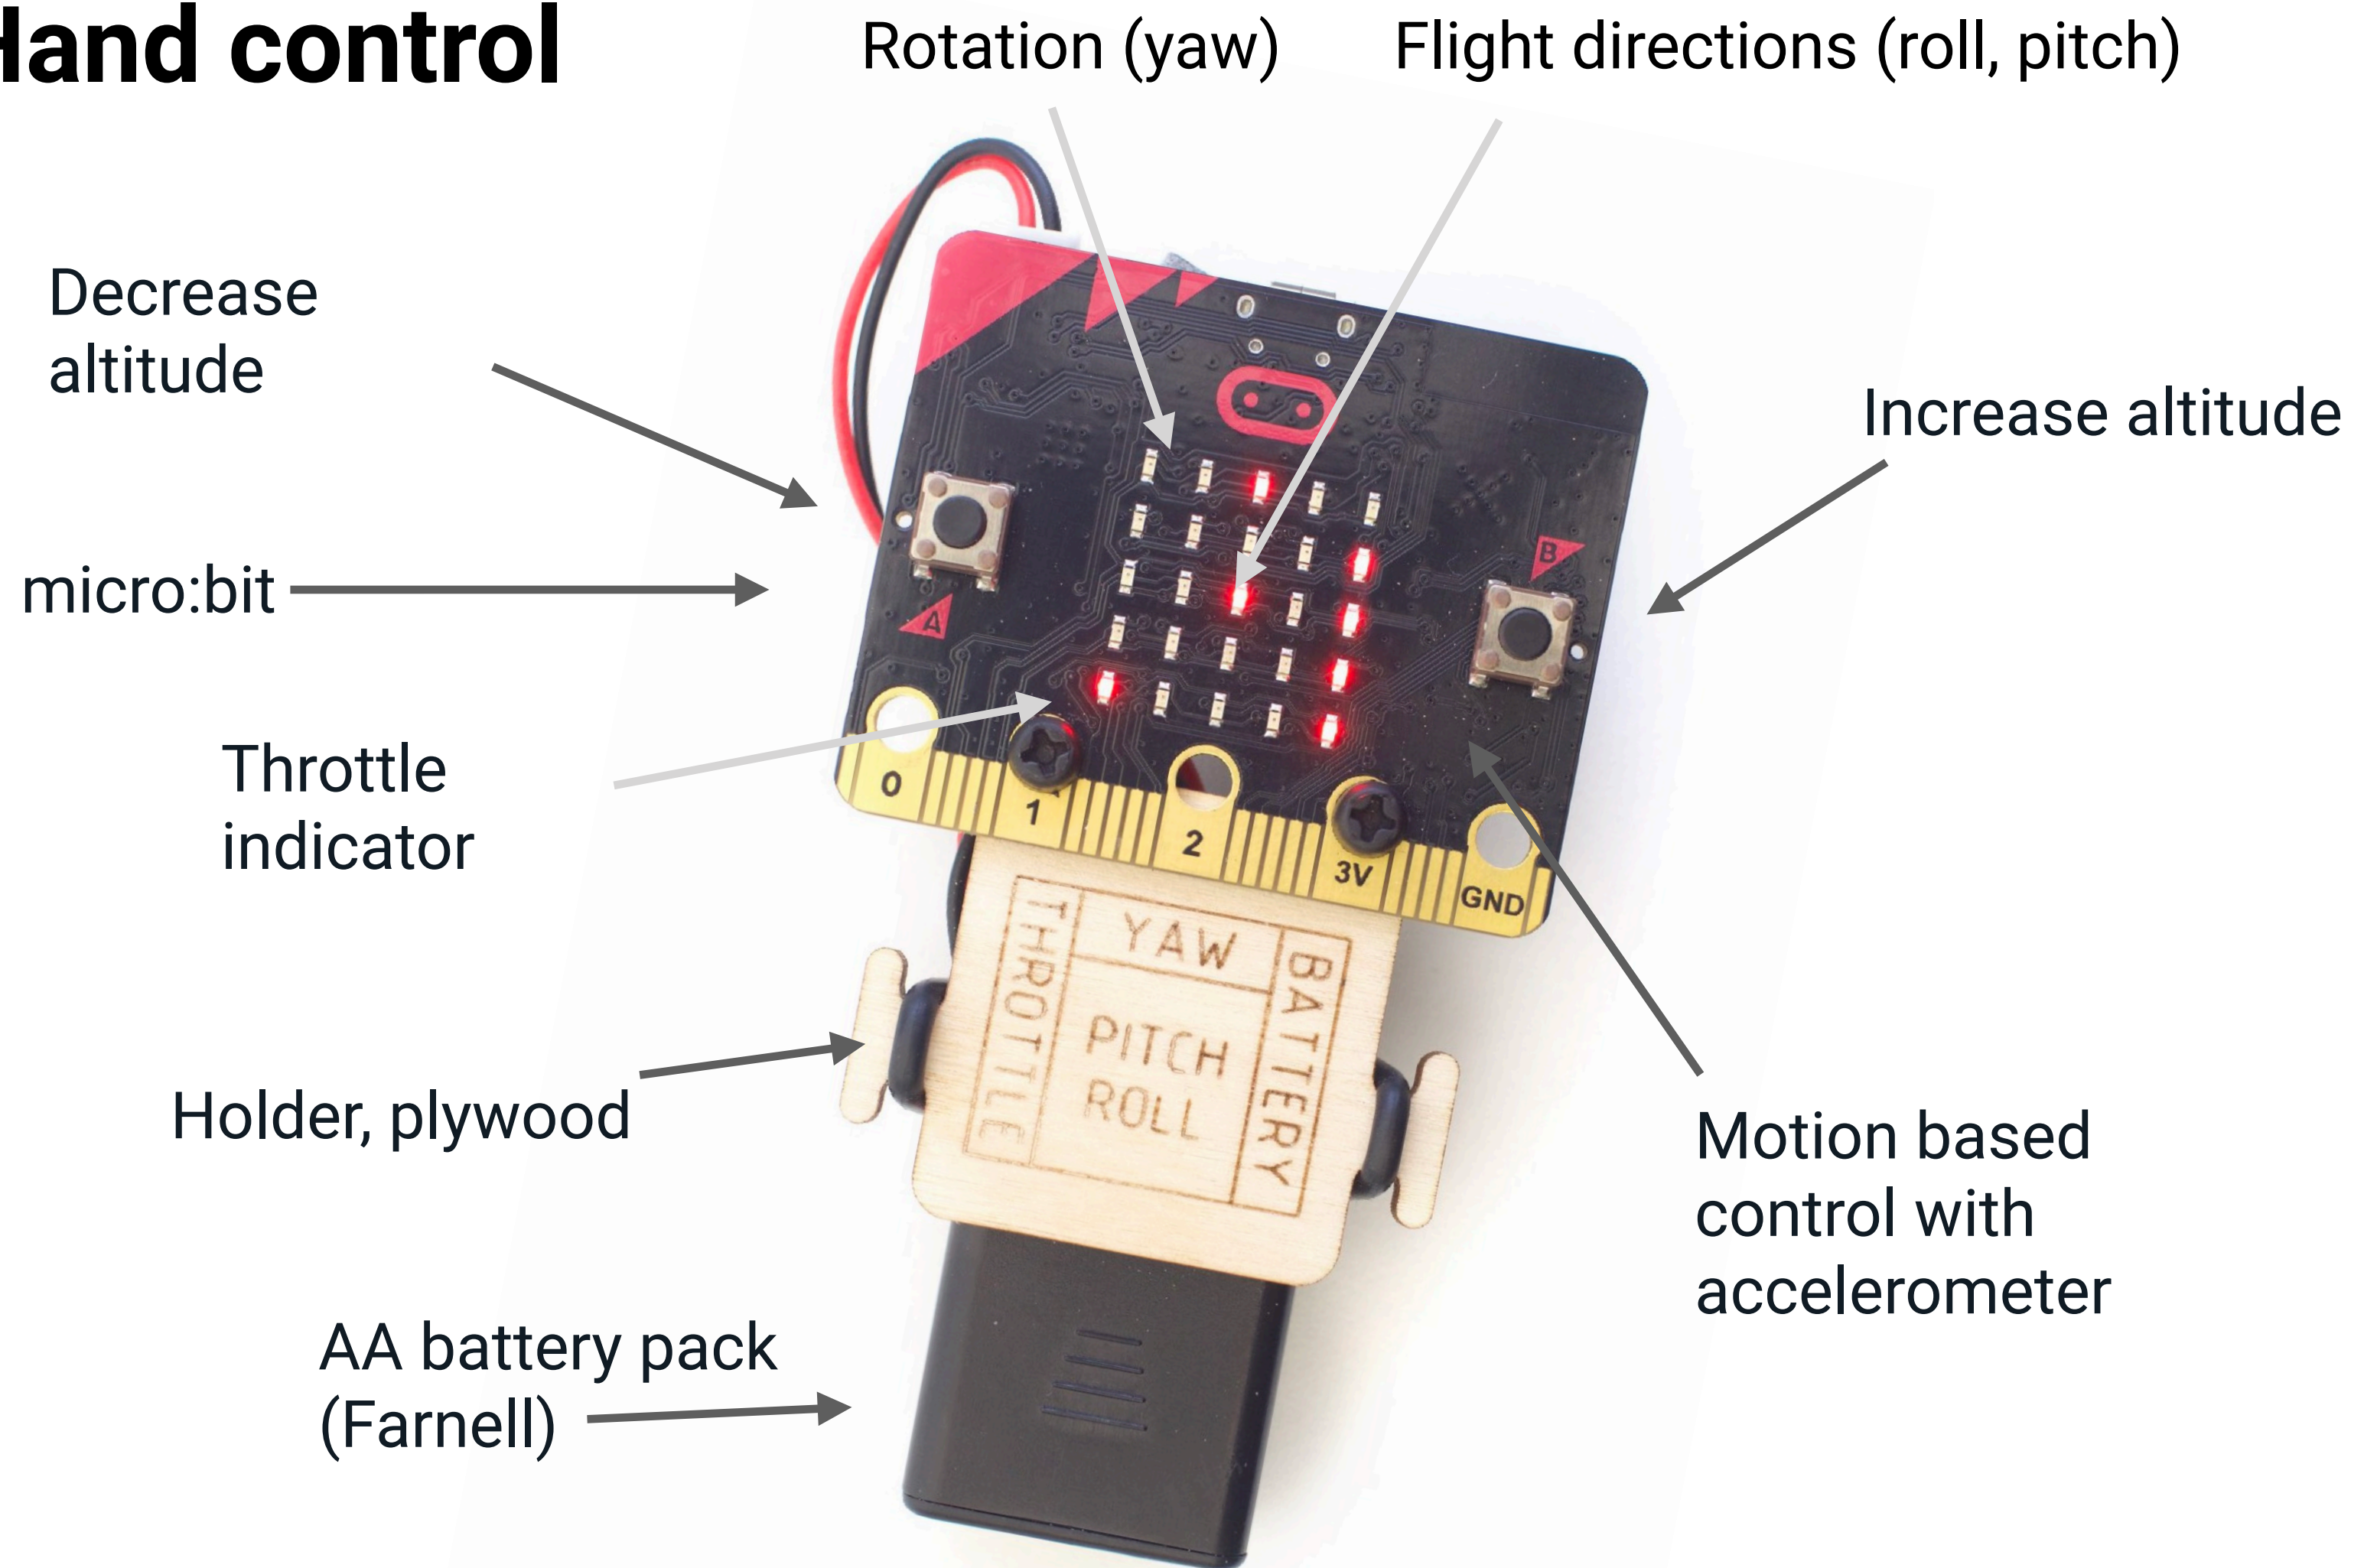 Hand control
Rotation (yaw)
Flight directions (roll, pitch)
Decrease
altitude
Increase altitude
micro:bit
B
A
Throttle
indicator
0
1
2
3V
GND
THROTTLE
YAW
BATTERY
PITCH
ROLL
Holder, plywood
Motion based
control with
accelerometer
AA battery pack
(Farnell)